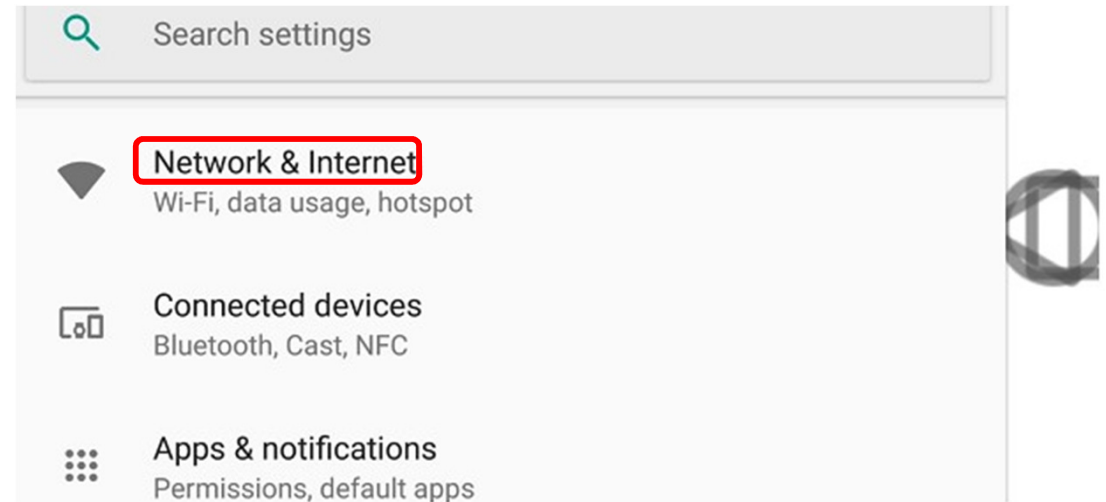 Search settings
Network & Internet
Wi-Fi, data usage, hotspot
Connected devices
Bluetooth, Cast, NFC
Apps & notifications
Permissions, default apps